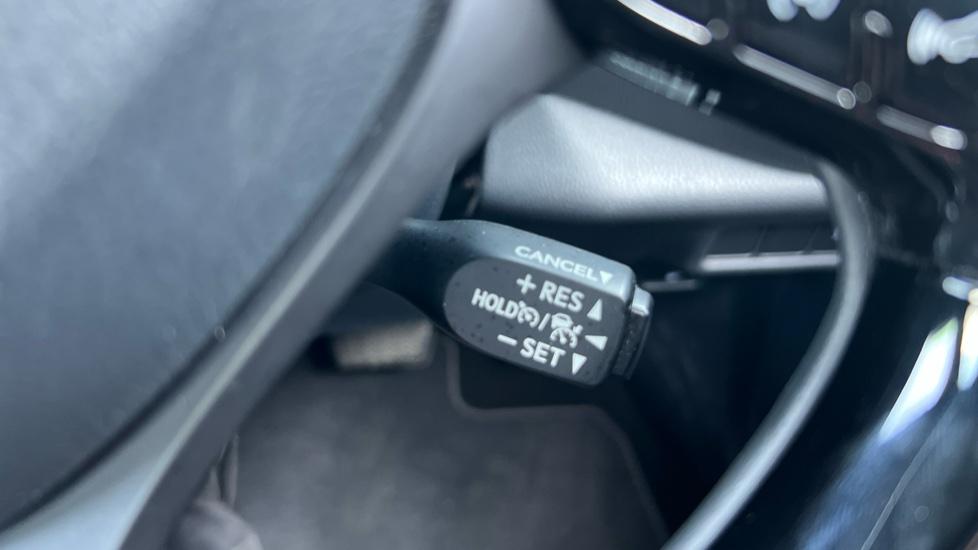 CANCEL▼
+ RES ▲
HOLD /
− SET ▼